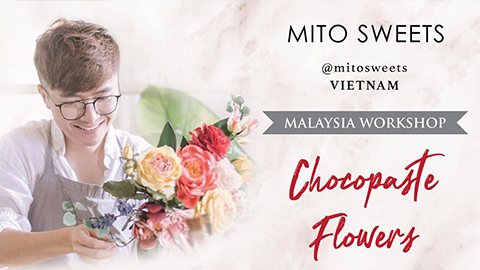 MITO SWEETS
@mitosweets
VIETNAM
MALAYSIA WORKSHOP
Chocopaste
Flowers